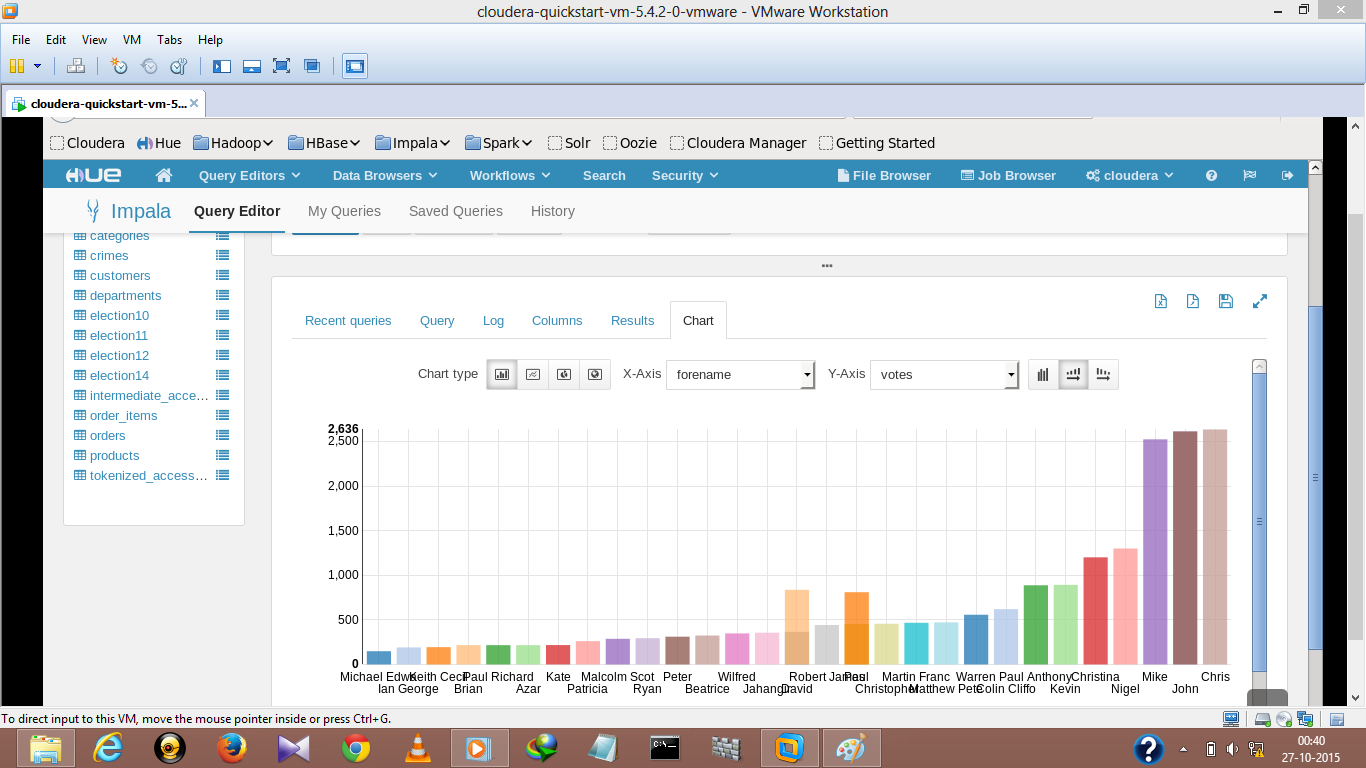 cloudera-quickstart-vm-5.4.2-0-vmware - VMware Workstation
File Edit View VM Tabs Help
cloudera-quickstart-vm-5...
Cloudera Hue Hadoop HBase Impala Spark Solr Oozie Cloudera Manager Getting Started
HUE Query Editors Data Browsers Workflows Search Security File Browser Job Browser cloudera
Impala Query Editor My Queries Saved Queries History
categories
crimes
customers
departments
election10
election11
election12
election14
intermediate_acce...
order_items
orders
products
tokenized_access...
Recent queries Query Log Columns Results Chart
Chart type X-Axis forename Y-Axis votes
2,636
2,500
2,000
1,500
1,000
500
0
Michael Edwa Keith Cecil Paul Richard Kate Malcolm Scot Peter Wilfred Robert James Paul Martin Franc Warren Paul Anthony Christina Mike Chris
Ian George Brian Azar Patricia Ryan Beatrice Jahangir David Christopher Matthew Pete Colin Cliffo Kevin Nigel John
To direct input to this VM, move the mouse pointer inside or press Ctrl+G.
00:40
27-10-2015